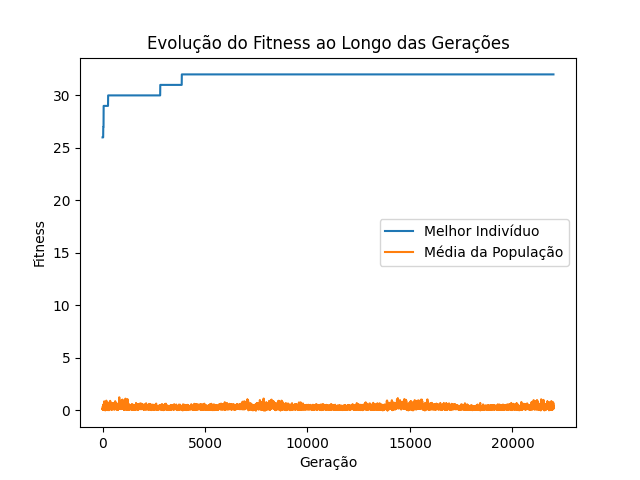 Evolução do Fitness ao Longo das Gerações
30
25
20
15
10
5
0
Fitness
Melhor Indivíduo
Média da População
0 5000 10000 15000 20000
Geração